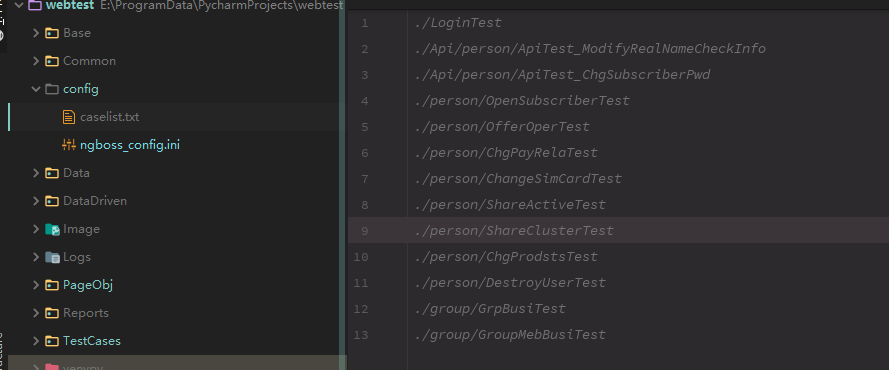 webtest E:\ProgramData\PycharmProjects\webtest
Base
Common
config
caselist.txt
ngboss_config.ini
Data
DataDriven
Image
Logs
PageObj
Reports
TestCases
1 ./LoginTest
2 ./Api/person/ApiTest_ModifyRealNameCheckInfo
3 ./Api/person/ApiTest_ChgSubscriberPwd
4 ./person/OpenSubscriberTest
5 ./person/OfferOperTest
6 ./person/ChgPayRelaTest
7 ./person/ChangeSimCardTest
8 ./person/ShareActiveTest
9 ./person/ShareClusterTest
10 ./person/ChgProdstsTest
11 ./person/DestroyUserTest
12 ./group/GrpBusiTest
13 ./group/GroupMebBusiTest